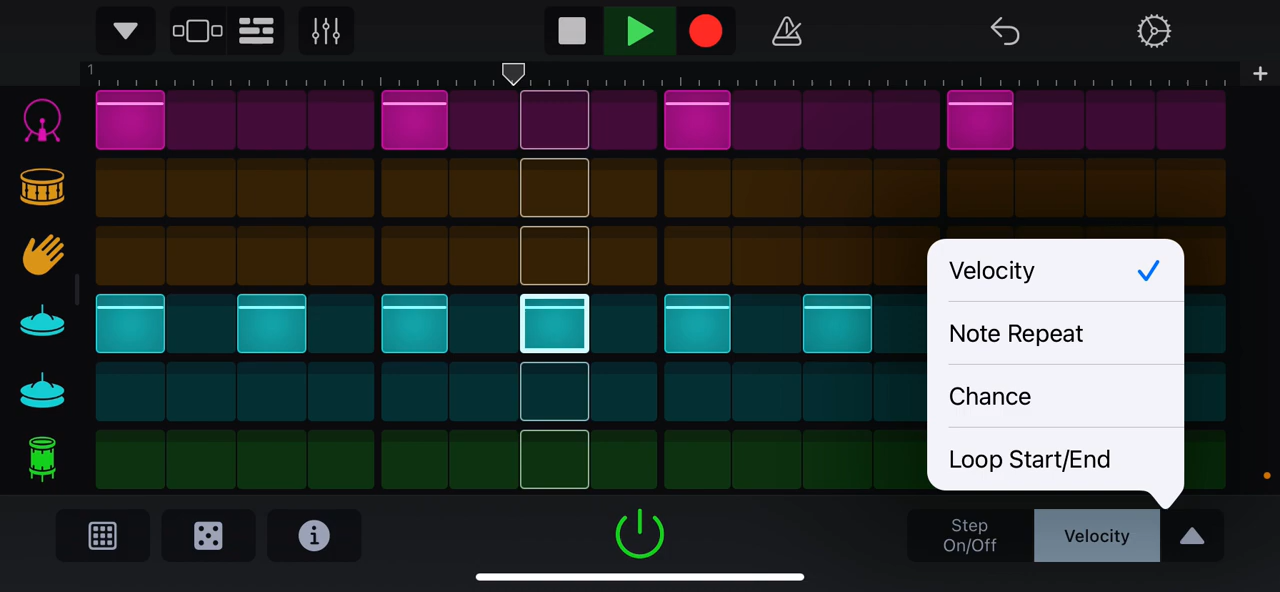 1
Velocity
Note Repeat
Chance
Loop Start/End
Step
On/Off
Velocity